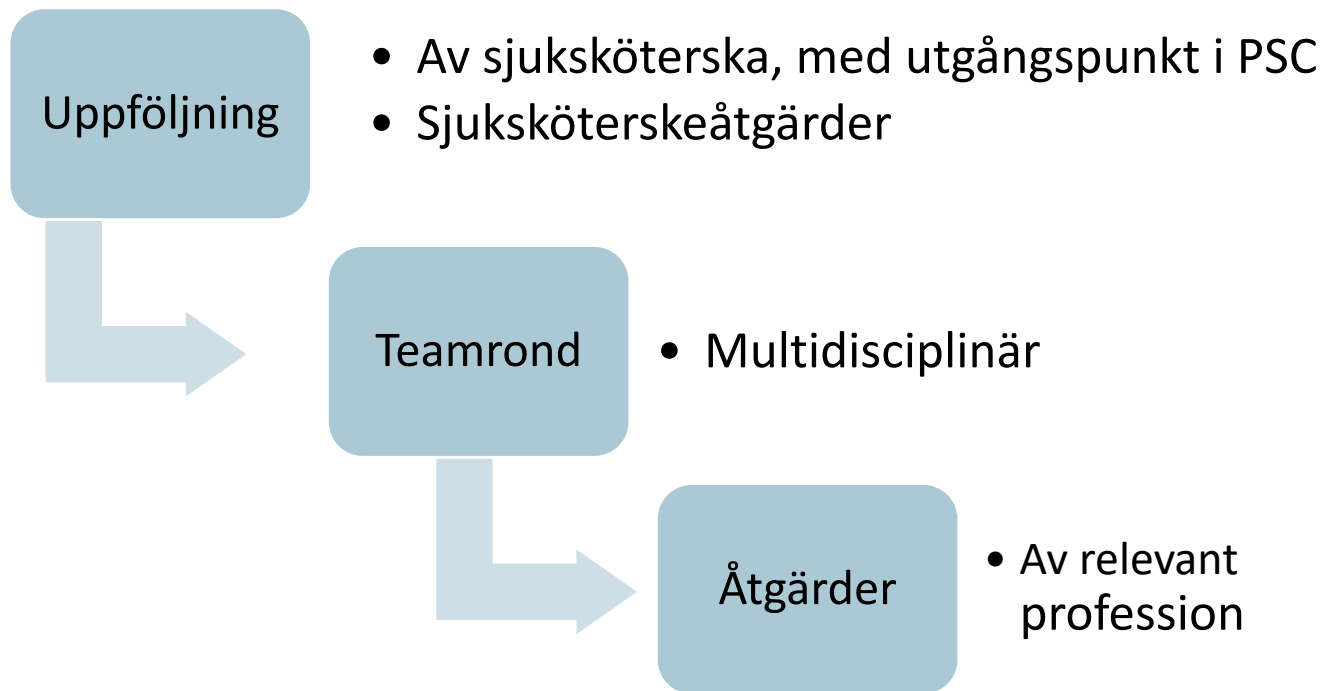 Uppföljning
• Av sjuksköterska, med utgångspunkt i PSC
• Sjuksköterskeåtgärder
Teamrond
• Multidisciplinär
Åtgärder
• Av relevant
profession